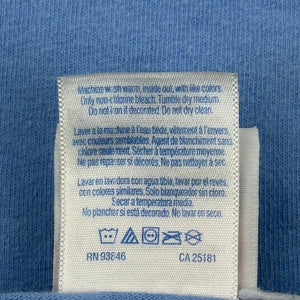 Machine wash warm, inside out, with like colors.
Only non-chlorine bleach. Tumble dry medium.
Do not iron if decorated. Do not dry clean.
Laver à la machine à l'eau tiède, vêtement à l'envers,
avec couleurs semblables. Agent de blanchiment sans
chlore seulement. Sécher à température moyenne.
Ne pas repasser si décoré. Ne pas nettoyer à sec.
Lavar en lavadora con agua tibia, lavar por el revés,
con colores similares. Solo blanqueador sin cloro.
Secar a temperatura media.
No planchar si está decorado. No lavar en seco.
RN 93846 CA 25181